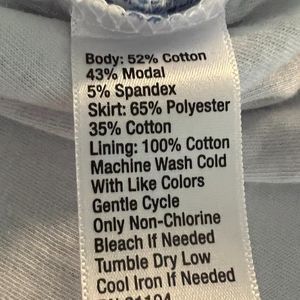 Body: 52% Cotton
43% Modal
5% Spandex
Skirt: 65% Polyester
35% Cotton
Lining: 100% Cotton
Machine Wash Cold
With Like Colors
Gentle Cycle
Only Non-Chlorine
Bleach If Needed
Tumble Dry Low
Cool Iron If Needed